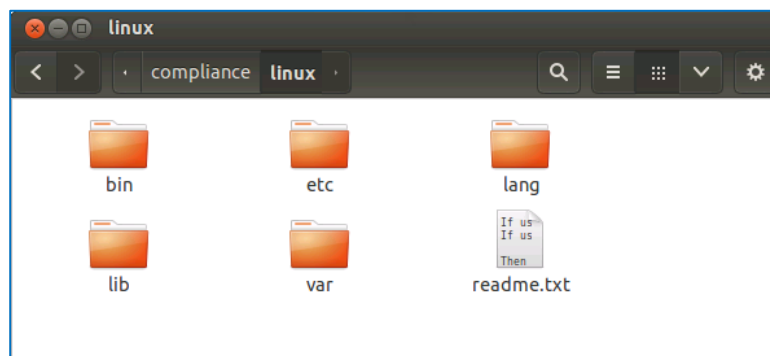 linux
compliance linux
bin etc lang
If us
If us
Then
lib var readme.txt